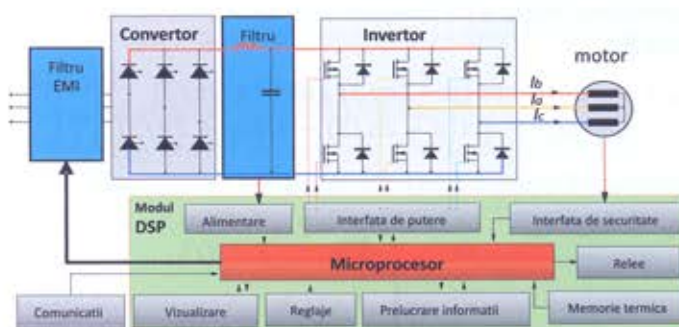 Convertor
Filtru
Invertor
Filtru
EMI
motor
Ib
Ia
Ic
Modul
DSP
Alimentare
Interfata de putere
Interfata de securitate
Microprocesor
Relee
Comunicatii
Vizualizare
Reglaje
Prelucrare informatii
Memorie termica